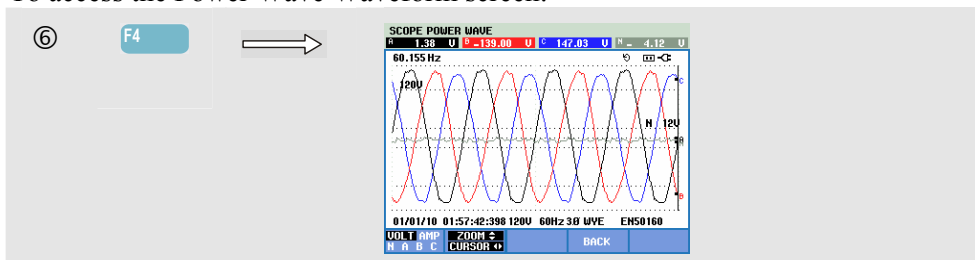 To access the Power Wave Waveform screen:
⑥ F4
SCOPE POWER WAVE
A 1.38 V B -139.00 V C 147.03 V N - 4.12 V
60.155Hz
120V
C
N 12V
B
01/01/10 01:57:42:398 120V 60Hz 3Ø WYE EN50160
VOLT AMP ZOOM BACK
N A B C CURSOR